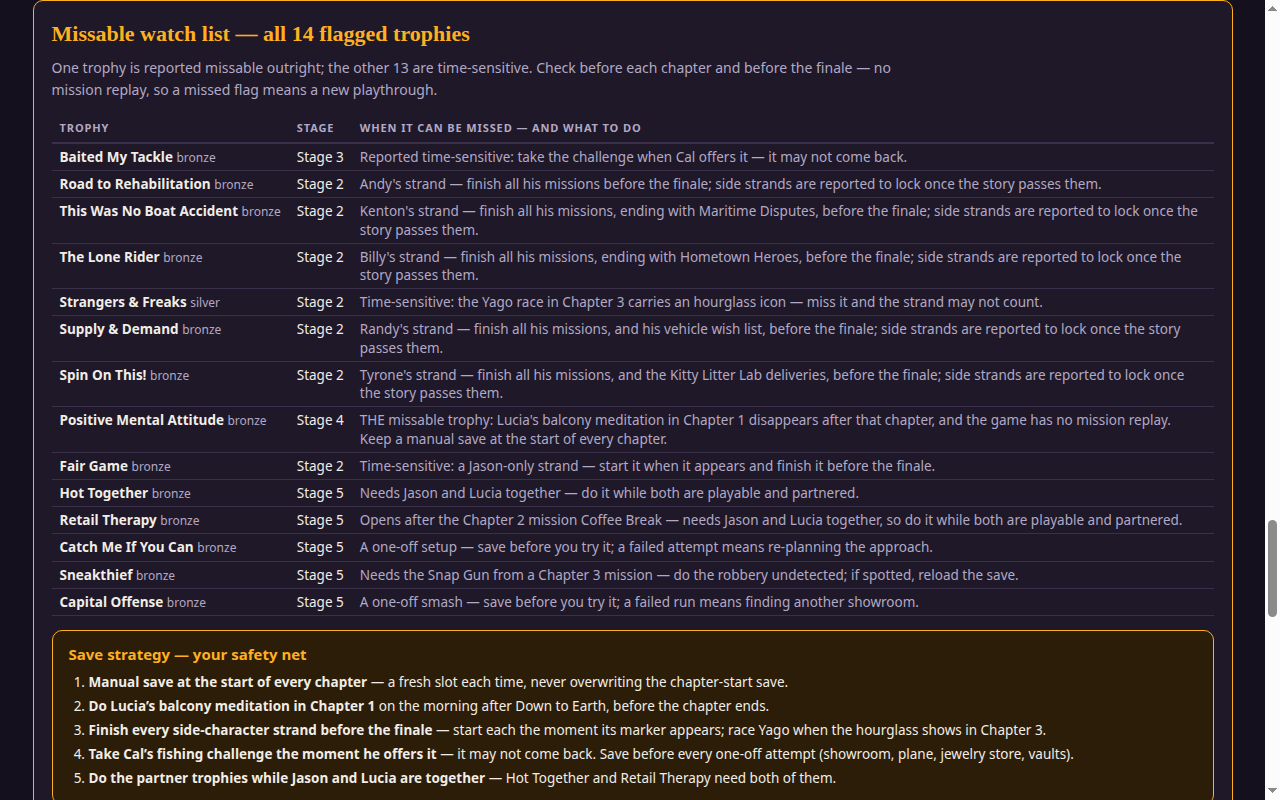 Missable watch list — all 14 flagged trophies
One trophy is reported missable outright; the other 13 are time-sensitive. Check before each chapter and before the finale — no
mission replay, so a missed flag means a new playthrough.
TROPHY STAGE WHEN IT CAN BE MISSED — AND WHAT TO DO
Baited My Tackle bronze Stage 3 Reported time-sensitive: take the challenge when Cal offers it — it may not come back.
Road to Rehabilitation bronze Stage 2 Andy's strand — finish all his missions before the finale; side strands are reported to lock once the story passes them.
This Was No Boat Accident bronze Stage 2 Kenton's strand — finish all his missions, ending with Maritime Disputes, before the finale; side strands are reported to lock once the
story passes them.
The Lone Rider bronze Stage 2 Billy's strand — finish all his missions, ending with Hometown Heroes, before the finale; side strands are reported to lock once the
story passes them.
Strangers & Freaks silver Stage 2 Time-sensitive: the Yago race in Chapter 3 carries an hourglass icon — miss it and the strand may not count.
Supply & Demand bronze Stage 2 Randy's strand — finish all his missions, and his vehicle wish list, before the finale; side strands are reported to lock once the story
passes them.
Spin On This! bronze Stage 2 Tyrone's strand — finish all his missions, and the Kitty Litter Lab deliveries, before the finale; side strands are reported to lock once
the story passes them.
Positive Mental Attitude bronze Stage 4 THE missable trophy: Lucia's balcony meditation in Chapter 1 disappears after that chapter, and the game has no mission replay.
Keep a manual save at the start of every chapter.
Fair Game bronze Stage 2 Time-sensitive: a Jason-only strand — start it when it appears and finish it before the finale.
Hot Together bronze Stage 5 Needs Jason and Lucia together — do it while both are playable and partnered.
Retail Therapy bronze Stage 5 Opens after the Chapter 2 mission Coffee Break — needs Jason and Lucia together, so do it while both are playable and partnered.
Catch Me If You Can bronze Stage 5 A one-off setup — save before you try it; a failed attempt means re-planning the approach.
Sneakthief bronze Stage 5 Needs the Snap Gun from a Chapter 3 mission — do the robbery undetected; if spotted, reload the save.
Capital Offense bronze Stage 5 A one-off smash — save before you try it; a failed run means finding another showroom.
Save strategy — your safety net
1. Manual save at the start of every chapter — a fresh slot each time, never overwriting the chapter-start save.
2. Do Lucia’s balcony meditation in Chapter 1 on the morning after Down to Earth, before the chapter ends.
3. Finish every side-character strand before the finale — start each the moment its marker appears; race Yago when the hourglass shows in Chapter 3.
4. Take Cal’s fishing challenge the moment he offers it — it may not come back. Save before every one-off attempt (showroom, plane, jewelry store, vaults).
5. Do the partner trophies while Jason and Lucia are together — Hot Together and Retail Therapy need both of them.